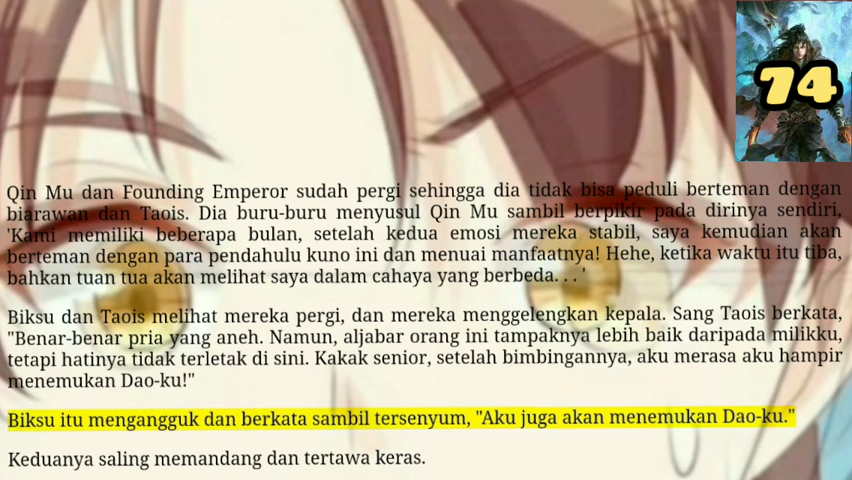 74
Qin Mu dan Founding Emperor sudah pergi sehingga dia tidak bisa peduli berteman dengan
biarawan dan Taois. Dia buru-buru menyusul Qin Mu sambil berpikir pada dirinya sendiri,
'Kami memiliki beberapa bulan, setelah kedua emosi mereka stabil, saya kemudian akan
berteman dengan para pendahulu kuno ini dan menuai manfaatnya! Hehe, ketika waktu itu tiba,
bahkan tuan tua akan melihat saya dalam cahaya yang berbeda. . . '
Biksu dan Taois melihat mereka pergi, dan mereka menggelengkan kepala. Sang Taois berkata,
"Benar-benar pria yang aneh. Namun, aljabar orang ini tampaknya lebih baik daripada milikku,
tetapi hatinya tidak terletak di sini. Kakak senior, setelah bimbingannya, aku merasa aku hampir
menemukan Dao-ku!"
Biksu itu mengangguk dan berkata sambil tersenyum, "Aku juga akan menemukan Dao-ku."
Keduanya saling memandang dan tertawa keras.